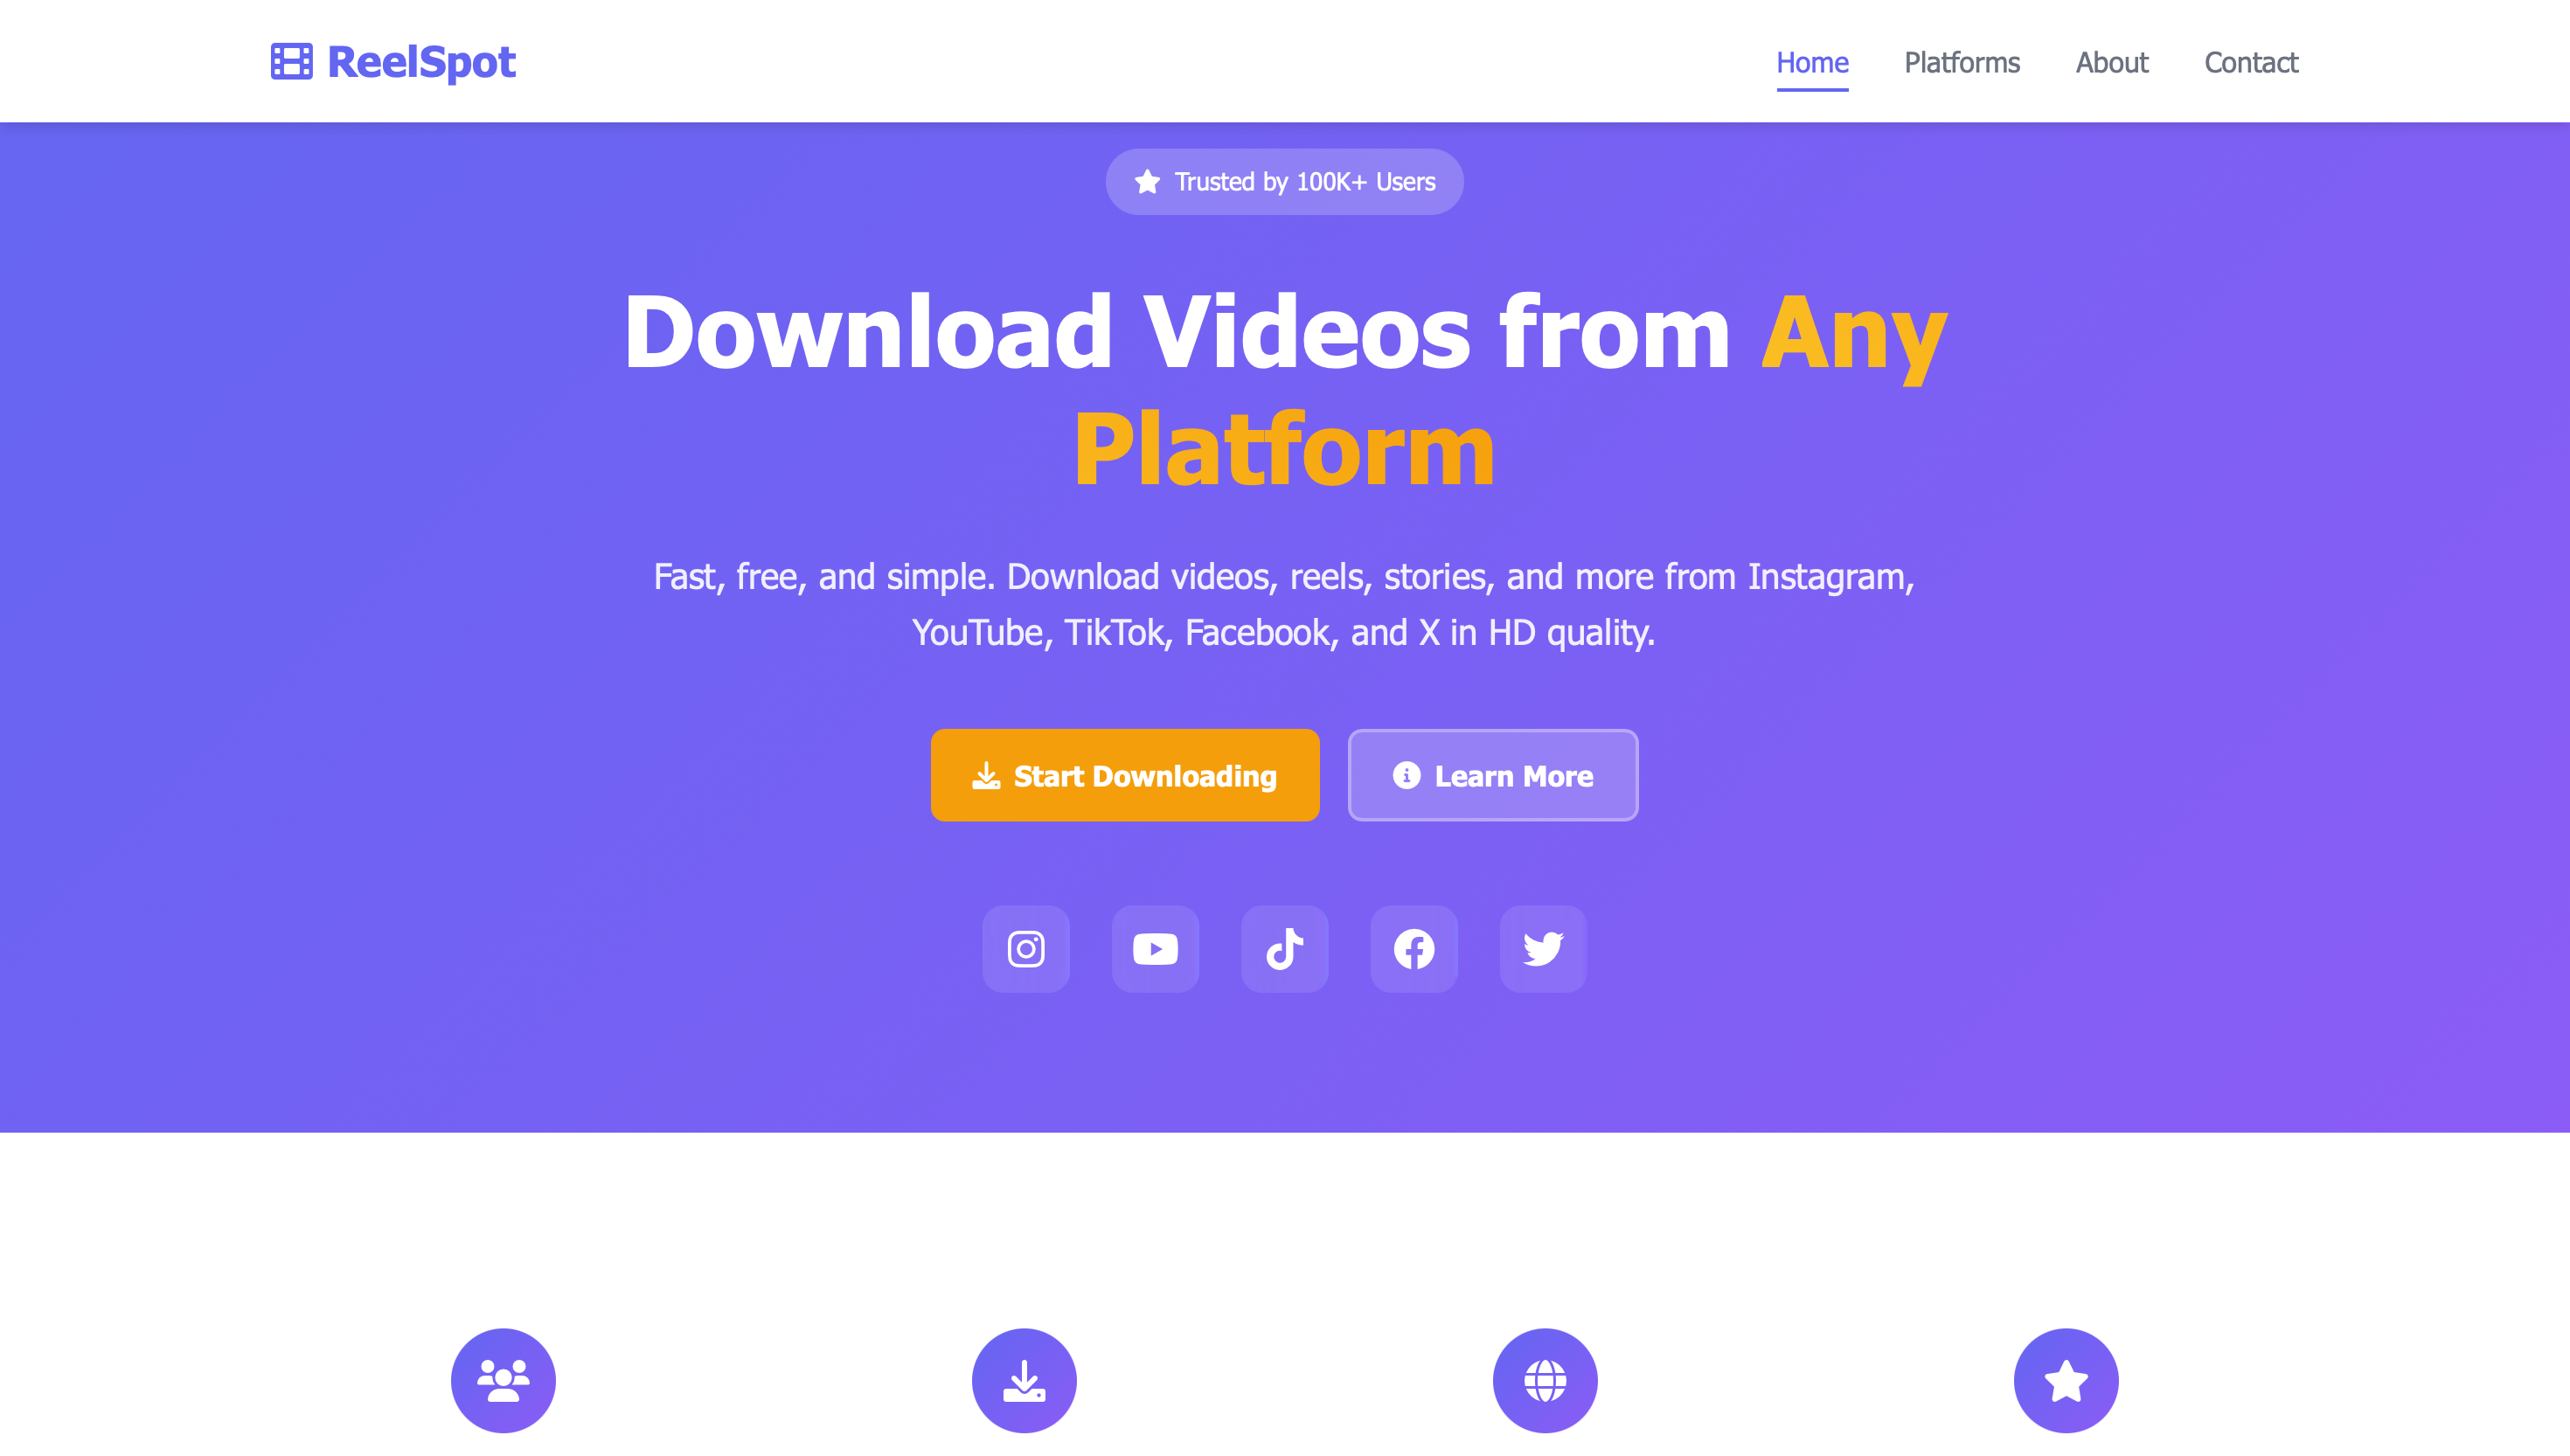 ReelSpot
Home
Platforms
About
Contact
Trusted by 100K+ Users
Download Videos from Any
Platform
Fast, free, and simple. Download videos, reels, stories, and more from Instagram,
YouTube, TikTok, Facebook, and X in HD quality.
Start Downloading
Learn More